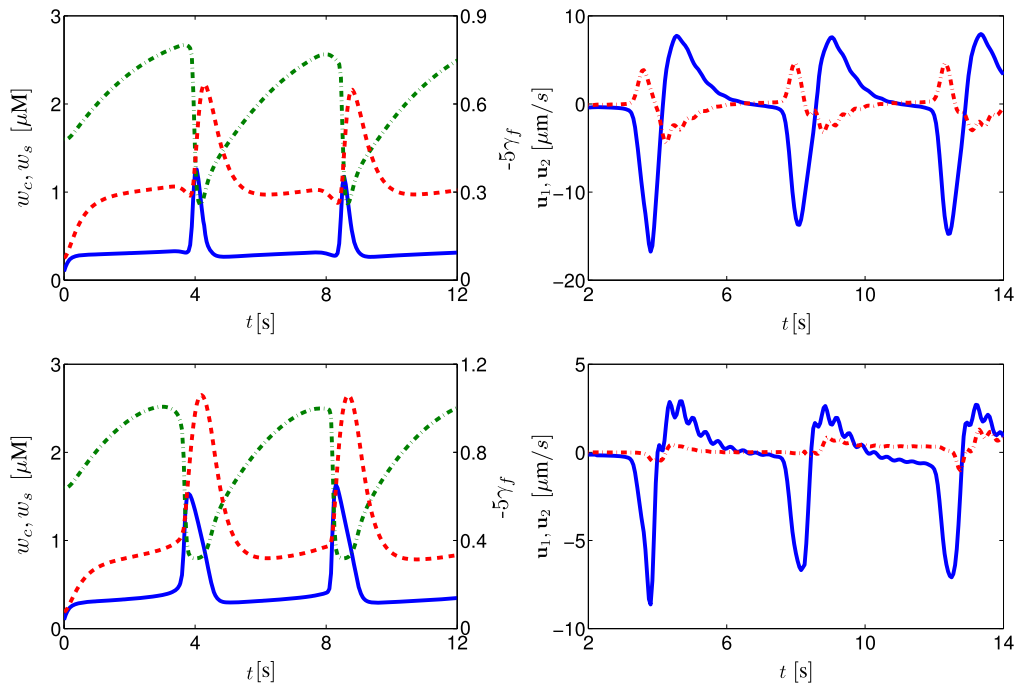 3
2
1
0
w_c, w_s [μM]
0.9
0.6
0.3
0
-5γ_f
0 4 8 12
t[s]
10
0
−10
−20
u_1, u_2 [μm/s]
2 6 10 14
t[s]
3
2
1
0
w_c, w_s [μM]
1.2
0.8
0.4
0
-5γ_f
0 4 8 12
t[s]
5
0
−5
−10
u_1, u_2 [μm/s]
2 6 10 14
t [s]